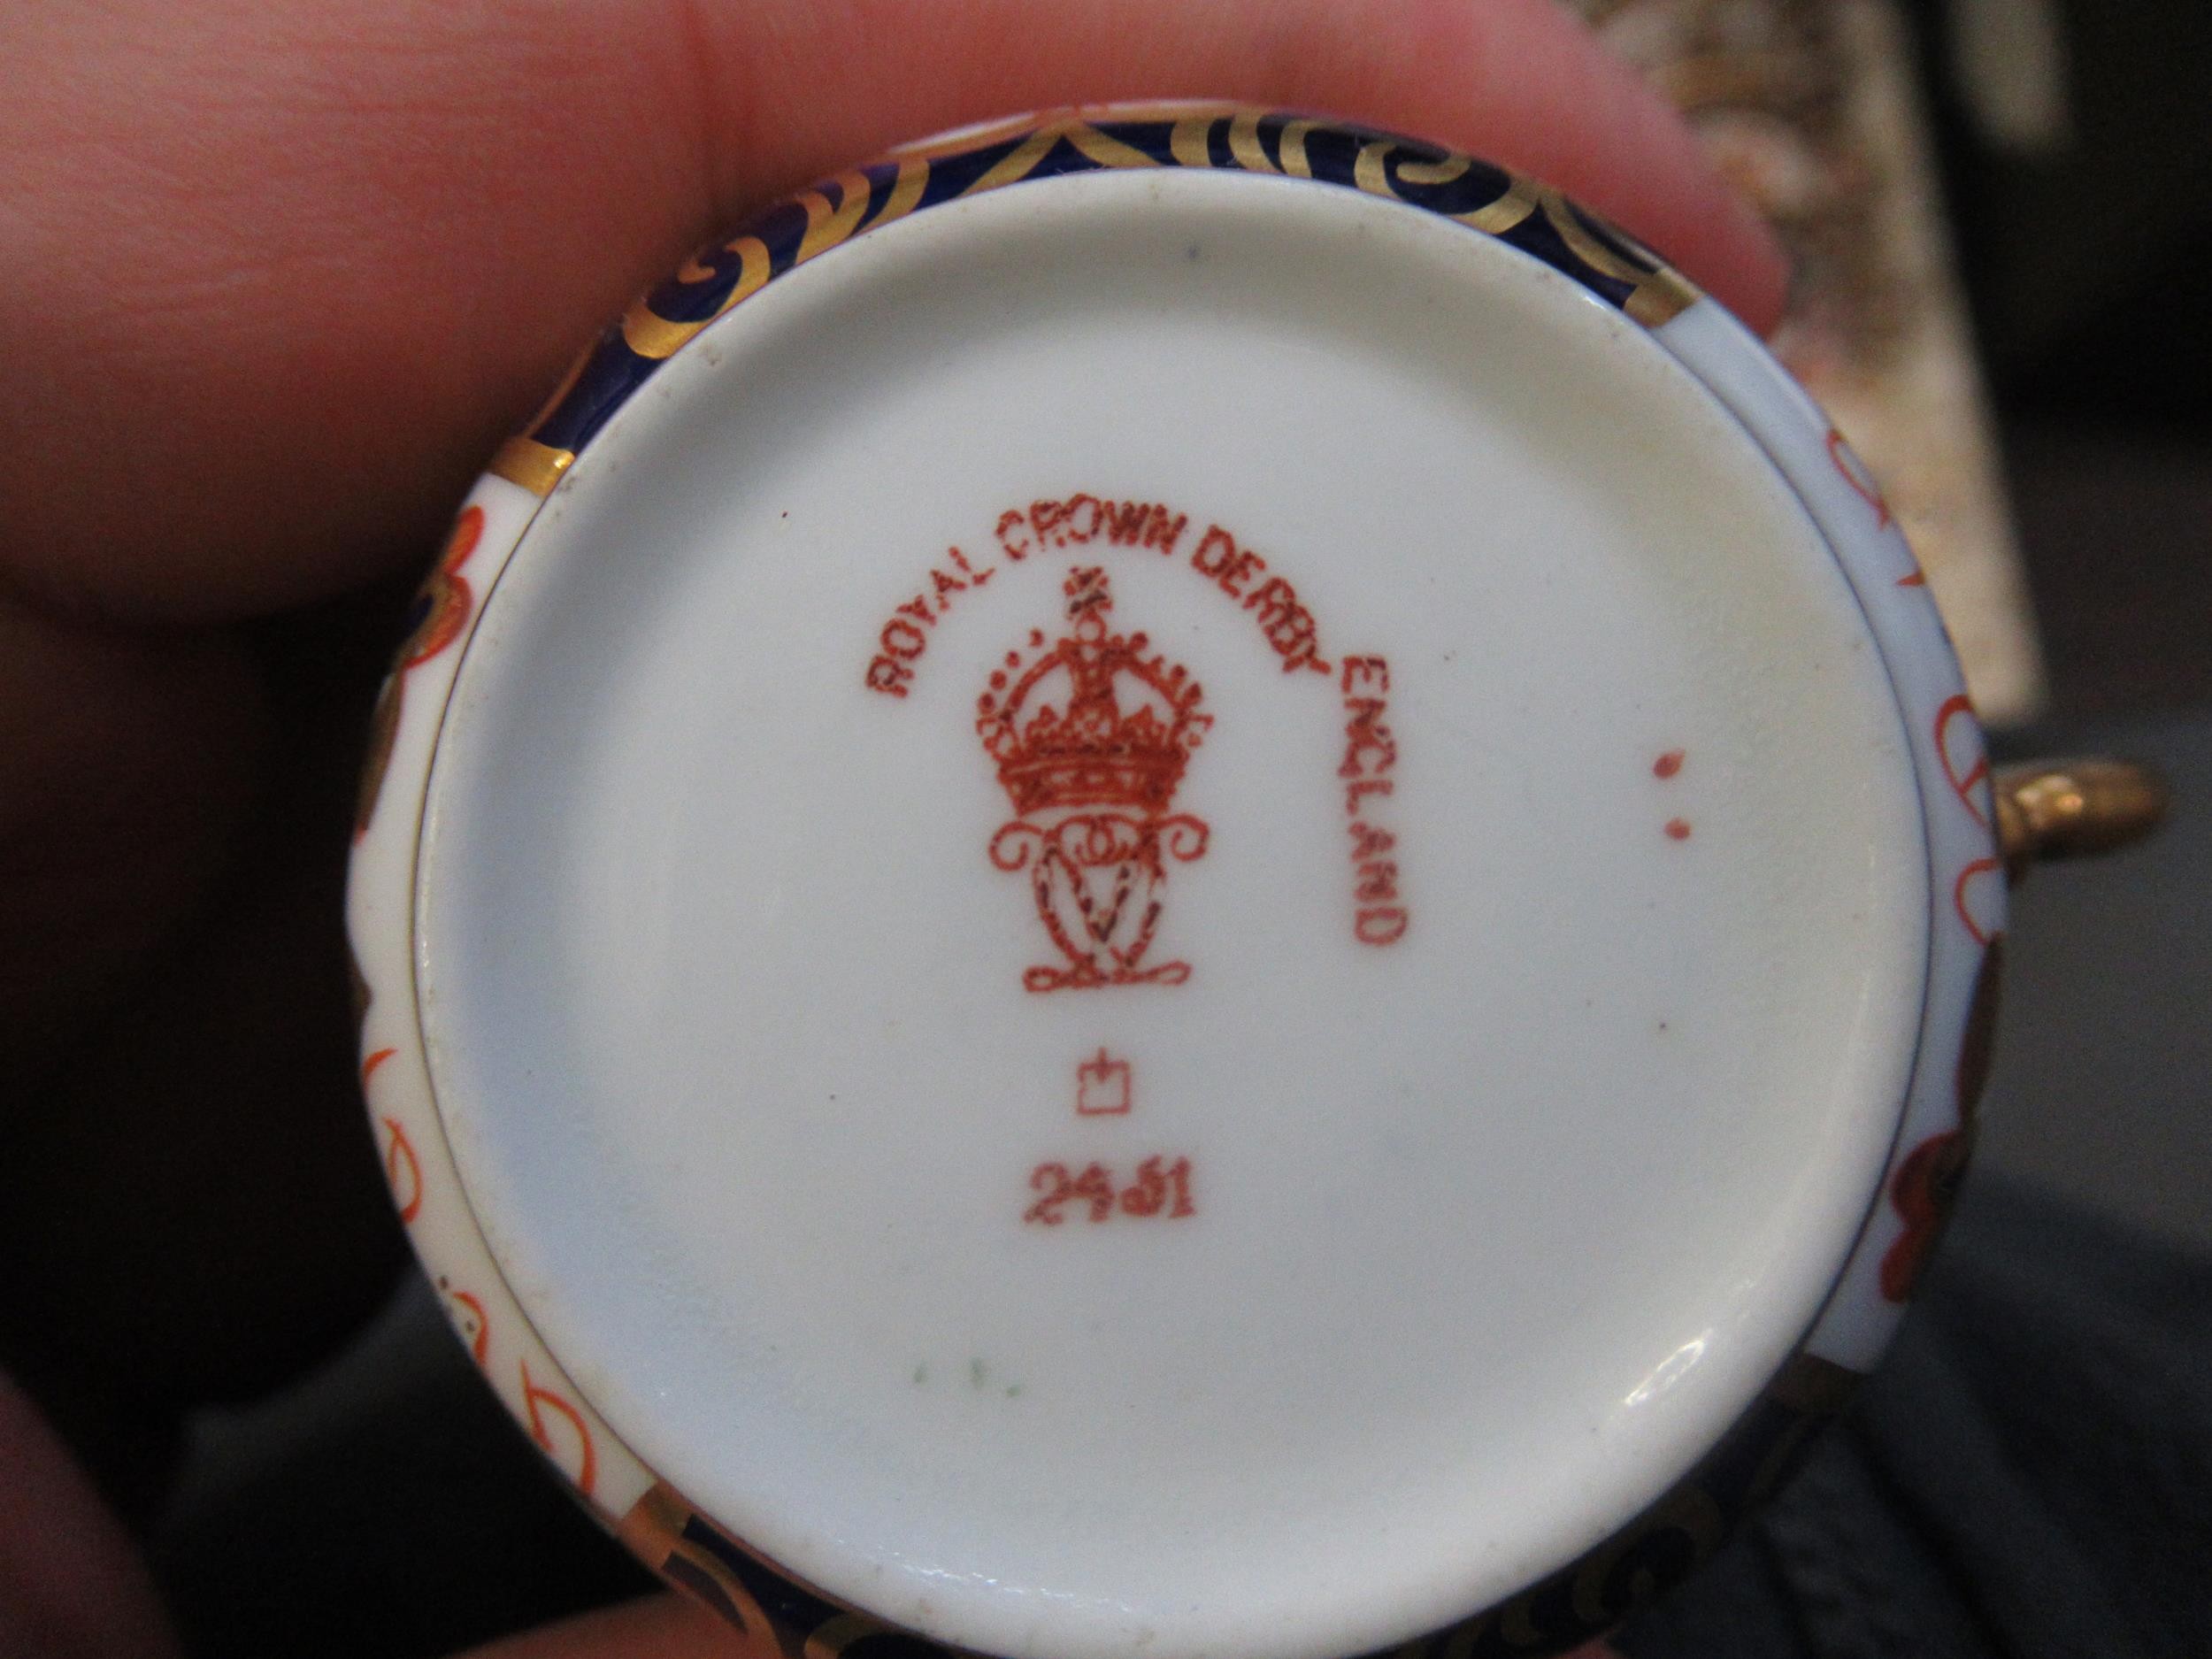 ROYAL CROWN DERBY
ENGLAND
2451